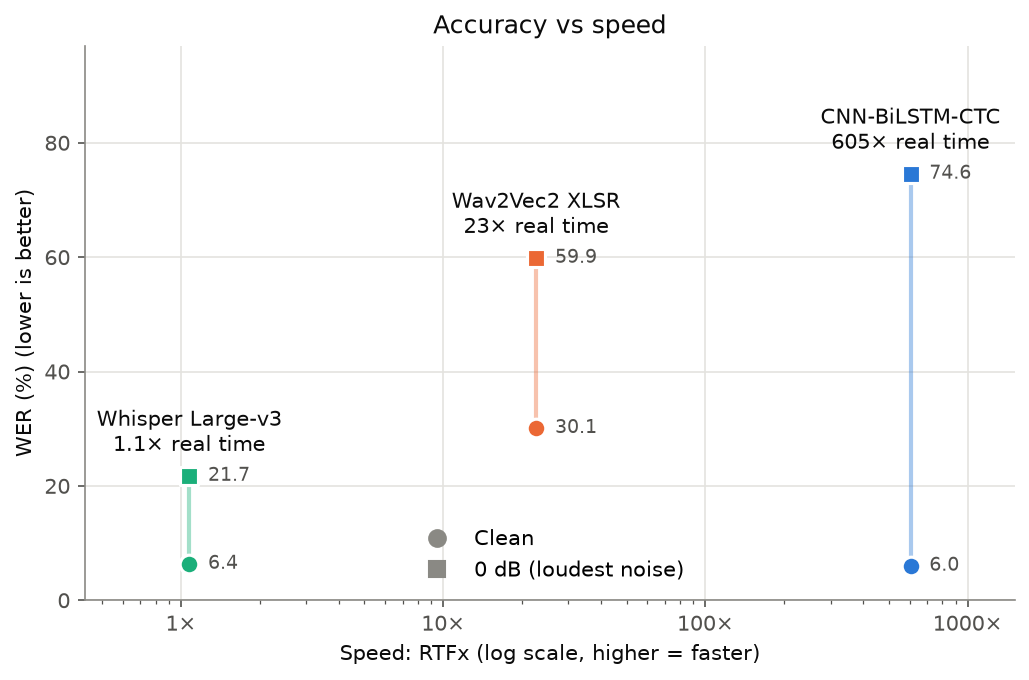 Accuracy vs speed
WER (%) (lower is better)
80
60
40
20
0
CNN-BiLSTM-CTC
605× real time
74.6
Wav2Vec2 XLSR
23× real time
59.9
30.1
Whisper Large-v3
1.1× real time
21.7
6.4
6.0
Clean
0 dB (loudest noise)
1×
10×
100×
1000×
Speed: RTFx (log scale, higher = faster)